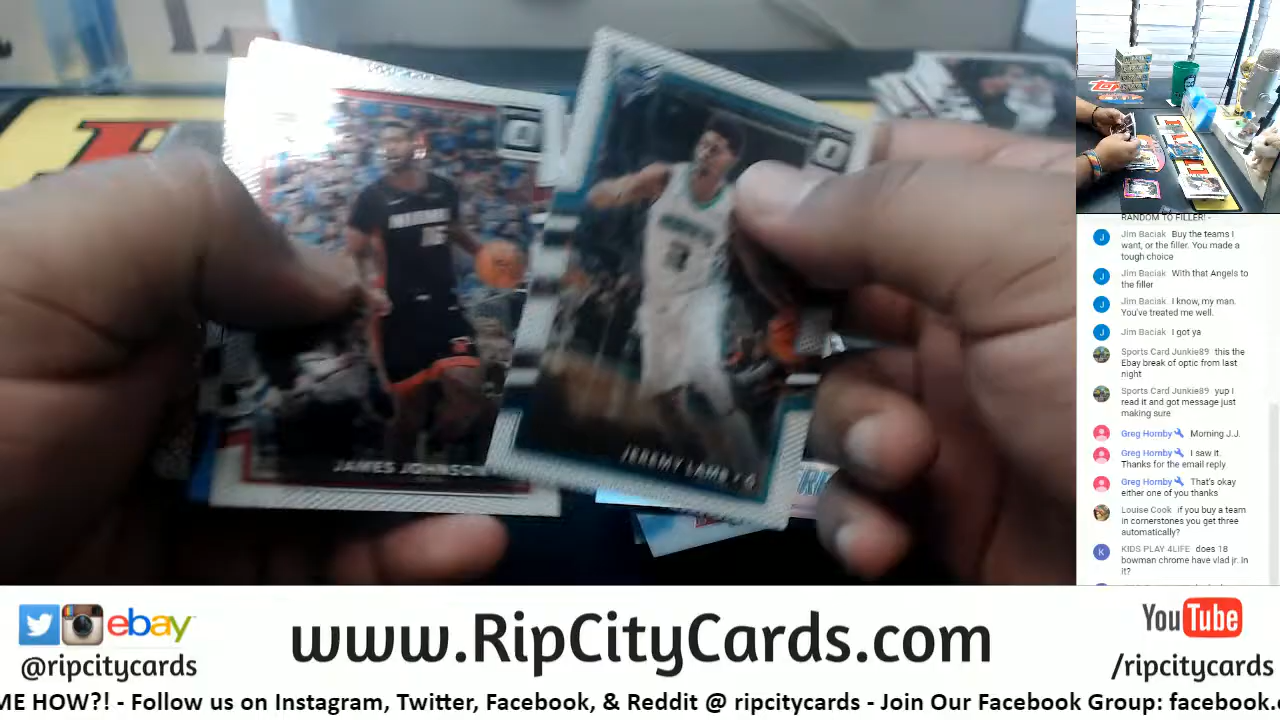 JAMES JOHNSON
JEREMY LAMB • G
RANDOM TO FILLER! -
Jim Baciak Buy the teams I
want, or the filler. You made a
tough choice
Jim Baciak With that Angels to
the filler
Jim Baciak I know, my man.
You've treated me well.
Jim Baciak I got ya
Sports Card Junkie89 this the
Ebay break of optic from last
night
Sports Card Junkie89 yup I
read it and got message just
making sure
Greg Hornby Morning J.J.
Greg Hornby I saw it.
Thanks for the email reply
Greg Hornby That's okay
either one of you thanks
Louise Cook if you buy a team
in cornerstones you get three
automatically?
KIDS PLAY 4LIFE does 18
bowman chrome have vlad jr. In
it?
ebay
@ripcitycards
www.RipCityCards.com
YouTube
/ripcitycards
ME HOW?! - Follow us on Instagram, Twitter, Facebook, & Reddit @ ripcitycards - Join Our Facebook Group: facebook.